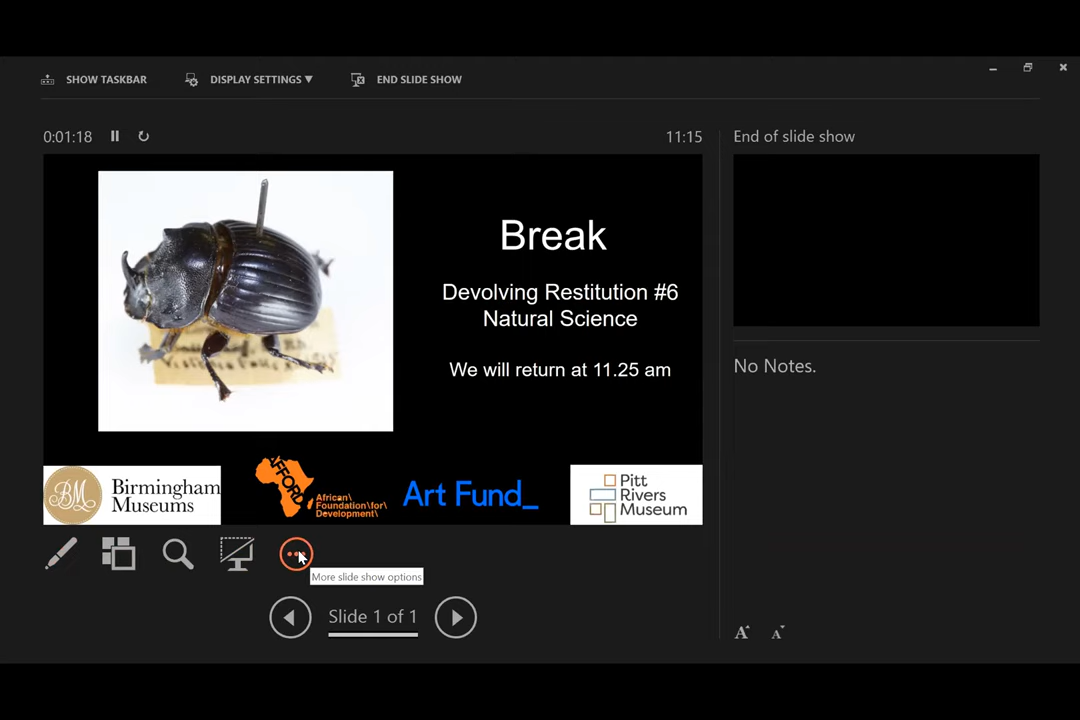 SHOW TASKBAR
DISPLAY SETTINGS ▼
END SLIDE SHOW
0:01:18
11:15
End of slide show
Break
Devolving Restitution #6
Natural Science
We will return at 11.25 am
No Notes.
BM
Birmingham
Museums
AFFORD
African\
Foundation\for\
Development\
Art Fund_
Pitt
Rivers
Museum
More slide show options
Slide 1 of 1
A
A